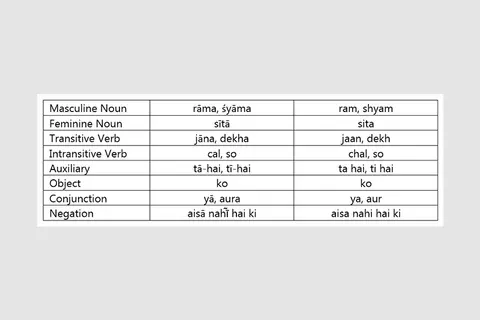 Masculine Noun rāma, śyāma ram, shyam
Feminine Noun sītā sita
Transitive Verb jāna, dekha jaan, dekh
Intransitive Verb cal, so chal, so
Auxiliary tā-hai, tī-hai ta hai, ti hai
Object ko ko
Conjunction yā, aura ya, aur
Negation aisā nahī̃ hai ki aisa nahi hai ki